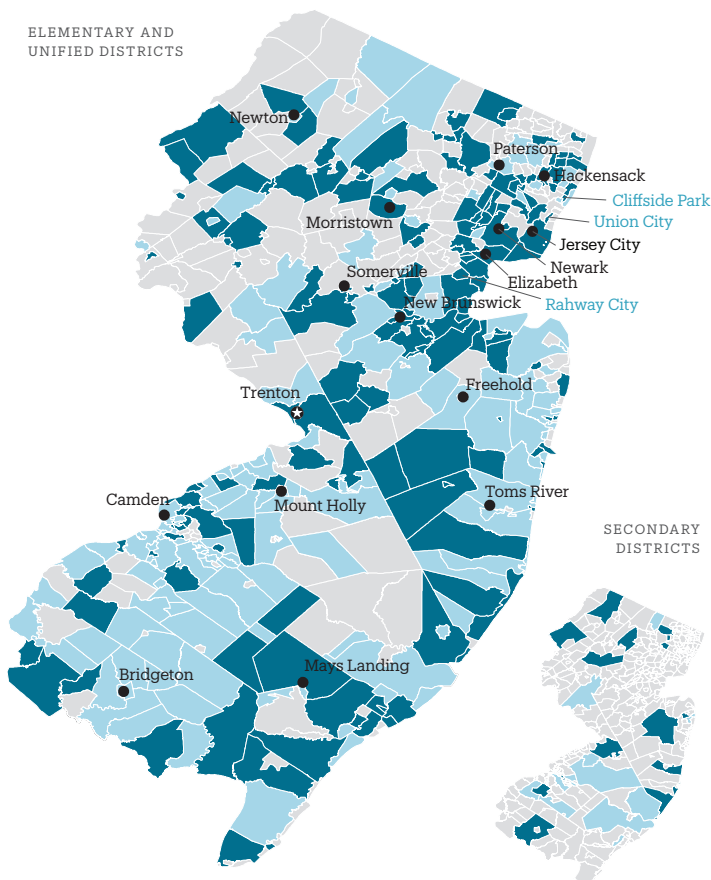 ELEMENTARY AND
UNIFIED DISTRICTS
Newton
Paterson
Hackensack
Cliffside Park
Union City
Morristown
Jersey City
Newark
Somerville
Elizabeth
New Brunswick
Rahway City
Trenton
Freehold
Camden
Mount Holly
Toms River
SECONDARY
DISTRICTS
Bridgeton
Mays Landing